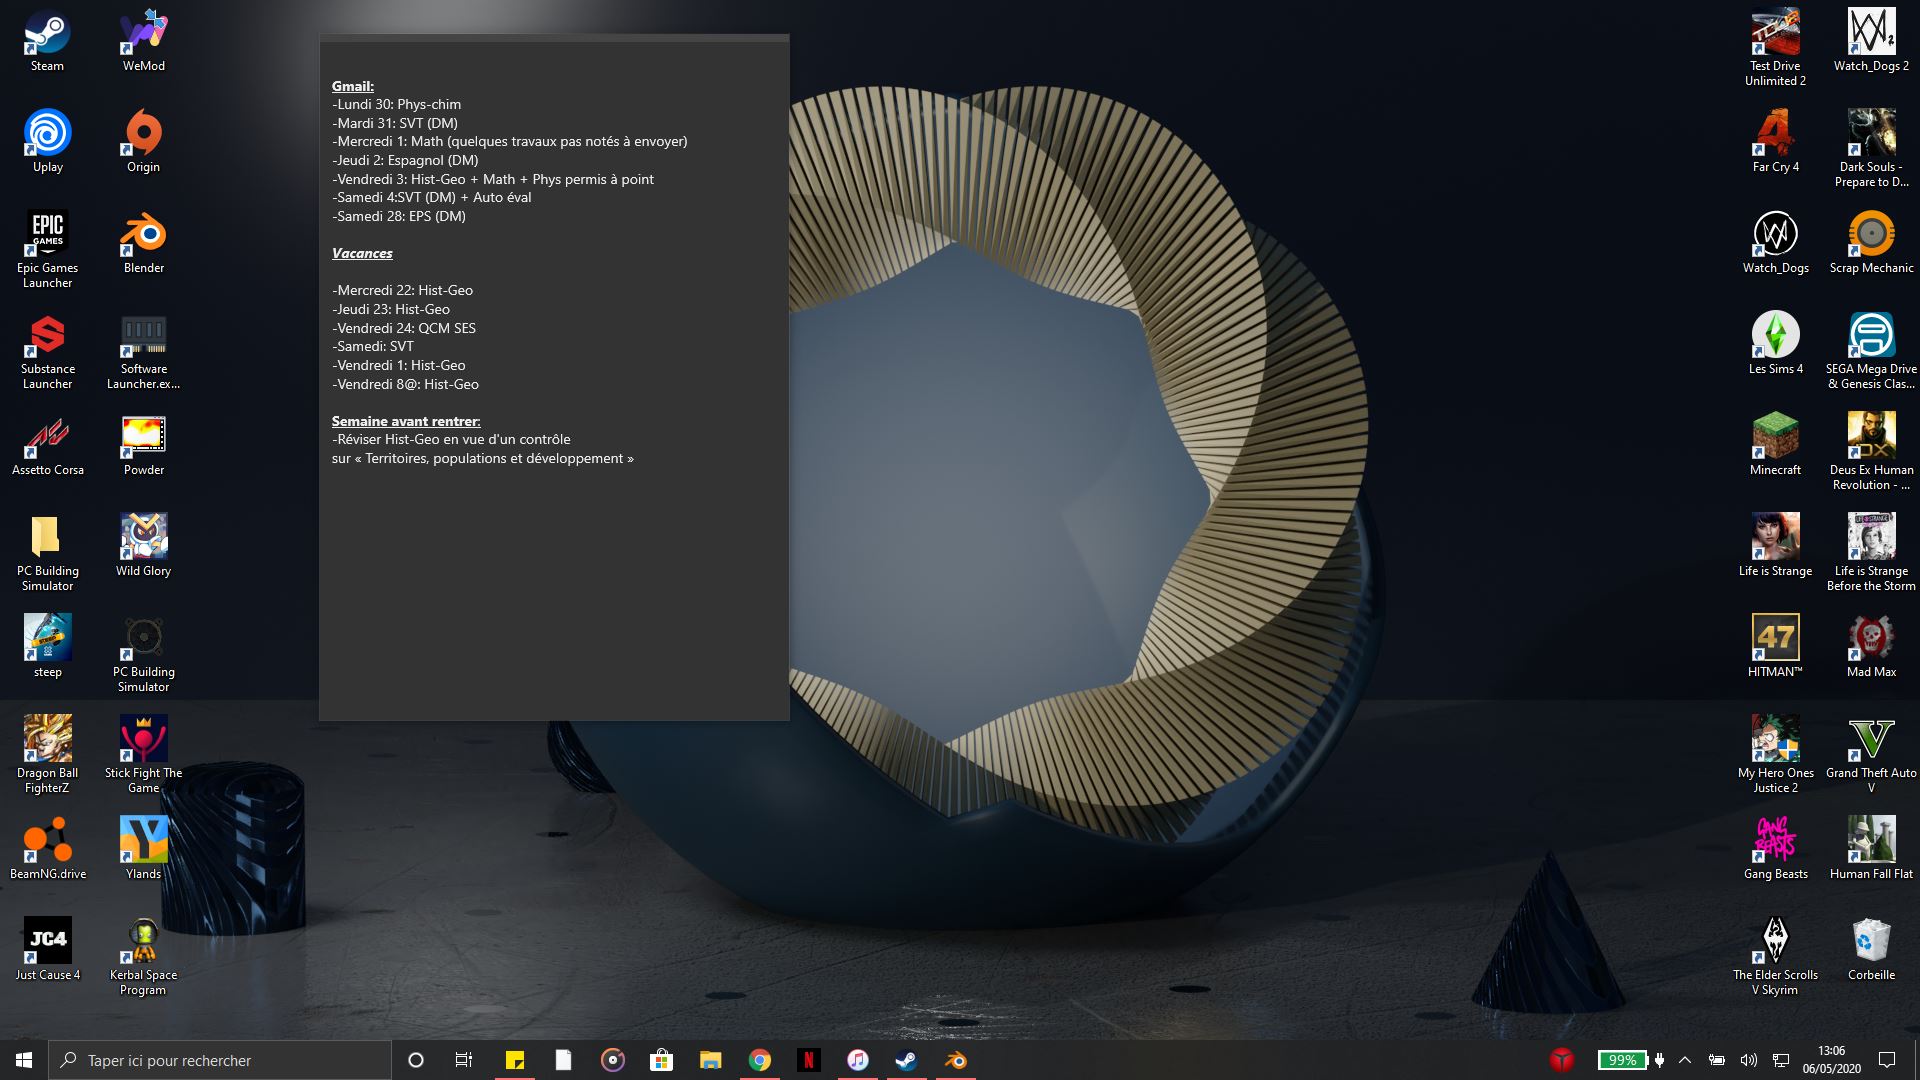 Steam
WeMod
Uplay
Origin
EPIC
GAMES
Epic Games
Launcher
Blender
Substance
Launcher
Software
Launcher.ex...
Assetto Corsa
Powder
PC Building
Simulator
Wild Glory
steep
PC Building
Simulator
Dragon Ball
FighterZ
Stick Fight The
Game
BeamNG.drive
Ylands
JC4
Just Cause 4
Kerbal Space
Program
Gmail:
-Lundi 30: Phys-chim
-Mardi 31: SVT (DM)
-Mercredi 1: Math (quelques travaux pas notés à envoyer)
-Jeudi 2: Espagnol (DM)
-Vendredi 3: Hist-Geo + Math + Phys permis à point
-Samedi 4:SVT (DM) + Auto éval
-Samedi 28: EPS (DM)
Vacances
-Mercredi 22: Hist-Geo
-Jeudi 23: Hist-Geo
-Vendredi 24: QCM SES
-Samedi: SVT
-Vendredi 1: Hist-Geo
-Vendredi 8@: Hist-Geo
Semaine avant rentrer:
-Réviser Hist-Geo en vue d'un contrôle
sur « Territoires, populations et développement »
Test Drive
Unlimited 2
Watch_Dogs 2
Far Cry 4
Dark Souls -
Prepare to D...
Watch_Dogs
Scrap Mechanic
Les Sims 4
SEGA Mega Drive
& Genesis Clas...
Minecraft
Deus Ex Human
Revolution - ...
Life is Strange
Life is Strange
Before the Storm
47
HITMAN™
Mad Max
My Hero Ones
Justice 2
Grand Theft Auto
V
GANG
BEASTS
Gang Beasts
Human Fall Flat
The Elder Scrolls
V Skyrim
Corbeille
Taper ici pour rechercher
99%
13:06
06/05/2020